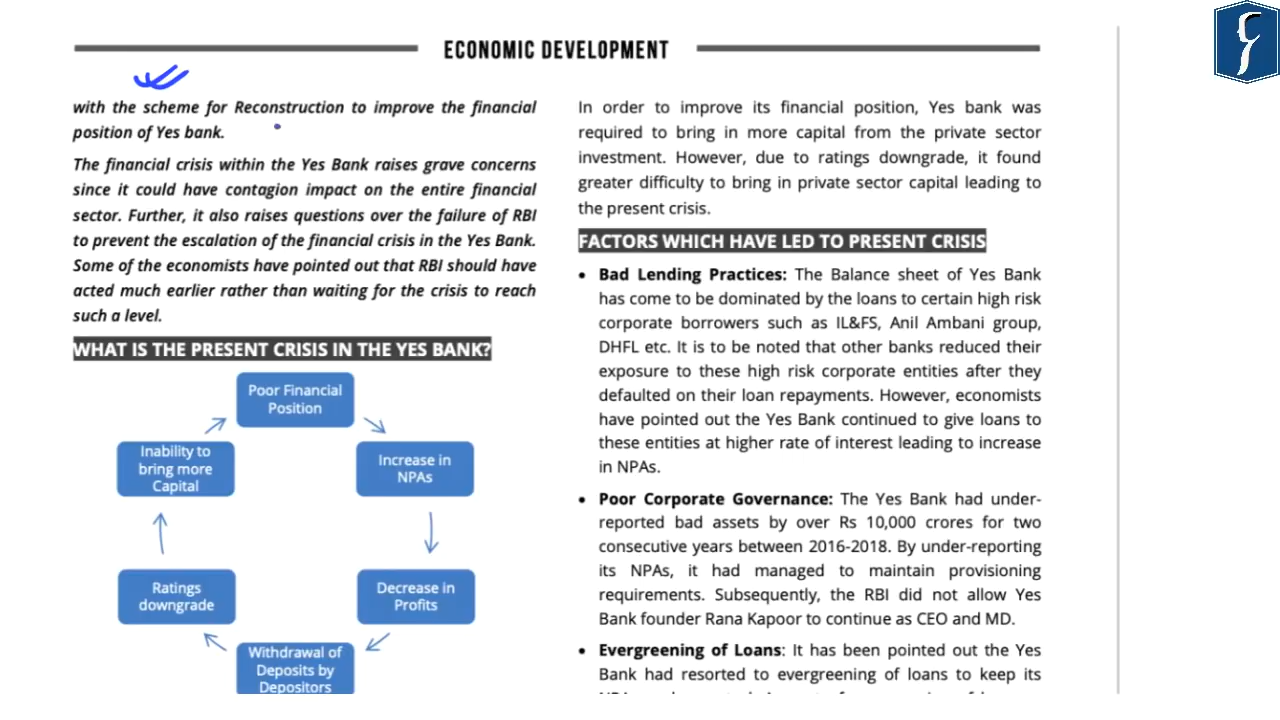 ECONOMIC DEVELOPMENT
with the scheme for Reconstruction to improve the financial
position of Yes bank.
The financial crisis within the Yes Bank raises grave concerns
since it could have contagion impact on the entire financial
sector. Further, it also raises questions over the failure of RBI
to prevent the escalation of the financial crisis in the Yes Bank.
Some of the economists have pointed out that RBI should have
acted much earlier rather than waiting for the crisis to reach
such a level.
WHAT IS THE PRESENT CRISIS IN THE YES BANK?
Poor Financial
Position
Increase in
NPAs
Decrease in
Profits
Withdrawal of
Deposits by
Depositors
Ratings
downgrade
Inability to
bring more
Capital
In order to improve its financial position, Yes bank was
required to bring in more capital from the private sector
investment. However, due to ratings downgrade, it found
greater difficulty to bring in private sector capital leading to
the present crisis.
FACTORS WHICH HAVE LED TO PRESENT CRISIS
• Bad Lending Practices: The Balance sheet of Yes Bank
has come to be dominated by the loans to certain high risk
corporate borrowers such as IL&FS, Anil Ambani group,
DHFL etc. It is to be noted that other banks reduced their
exposure to these high risk corporate entities after they
defaulted on their loan repayments. However, economists
have pointed out the Yes Bank continued to give loans to
these entities at higher rate of interest leading to increase
in NPAs.
• Poor Corporate Governance: The Yes Bank had under-
reported bad assets by over Rs 10,000 crores for two
consecutive years between 2016-2018. By under-reporting
its NPAs, it had managed to maintain provisioning
requirements. Subsequently, the RBI did not allow Yes
Bank founder Rana Kapoor to continue as CEO and MD.
• Evergreening of Loans: It has been pointed out the Yes
Bank had resorted to evergreening of loans to keep its